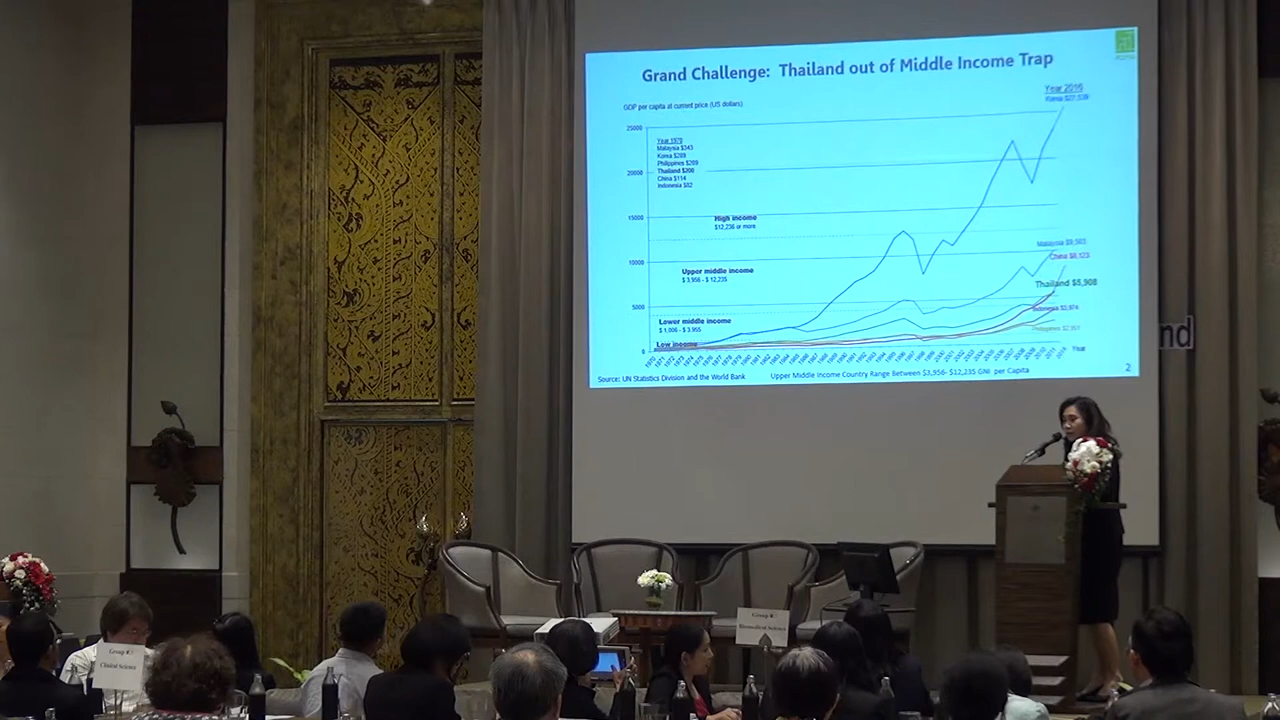 Grand Challenge: Thailand out of Middle Income Trap
GDP per capita at current price (US dollars)
Year 2016
Korea $27,539
25000
20000
15000
10000
5000
0
Year 1970
Malaysia $343
Korea $289
Philippines $209
Thailand $200
China $114
Indonesia $82
High income
$12,236 or more
Upper middle income
$ 3,956 - $ 12,235
Lower middle income
$ 1,006 - $ 3,955
Low income
Malaysia $9,503
China $8,123
Thailand $5,908
Indonesia $3,974
Philippines $2,951
Year
Source: UN Statistics Division and the World Bank
Upper Middle Income Country Range Between $3,956- $12,235 GNI per Capita
2
nd
Group #
Biomedical Science
Group #
Clinical Science